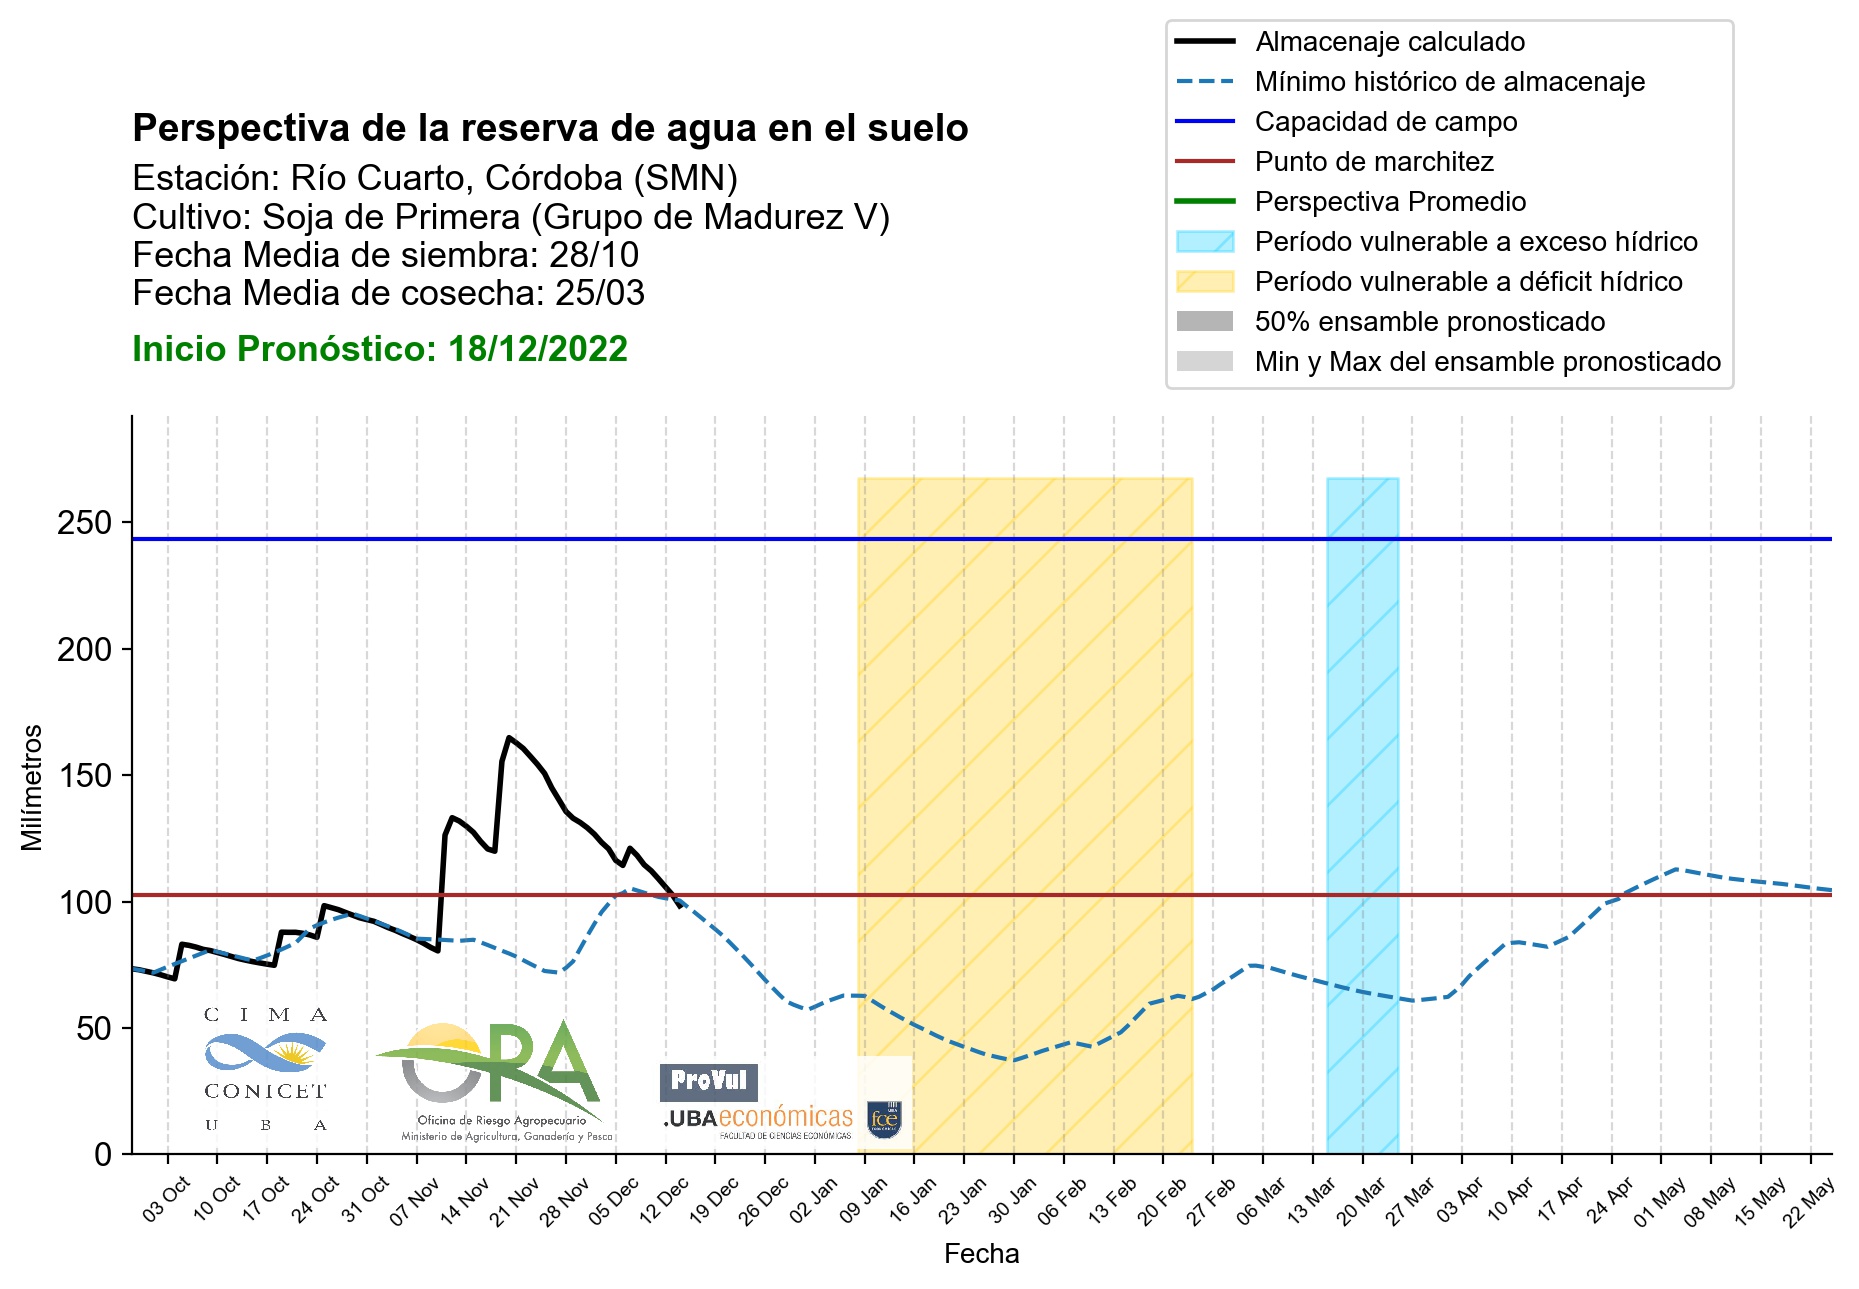 Almacenaje calculado
Mínimo histórico de almacenaje
Capacidad de campo
Punto de marchitez
Perspectiva Promedio
Período vulnerable a exceso hídrico
Período vulnerable a déficit hídrico
50% ensamble pronosticado
Min y Max del ensamble pronosticado
Perspectiva de la reserva de agua en el suelo
Estación: Río Cuarto, Córdoba (SMN)
Cultivo: Soja de Primera (Grupo de Madurez V)
Fecha Media de siembra: 28/10
Fecha Media de cosecha: 25/03
Inicio Pronóstico: 18/12/2022
Milímetros
250
200
150
100
50
0
C I M A
CONICET
U B A
ORA
Oficina de Riesgo Agropecuario
Ministerio de Agricultura, Ganadería y Pesca
ProVul
.UBAeconómicas
FACULTAD DE CIENCIAS ECONÓMICAS
fce
03 Oct
10 Oct
17 Oct
24 Oct
31 Oct
07 Nov
14 Nov
21 Nov
28 Nov
05 Dec
12 Dec
19 Dec
26 Dec
02 Jan
09 Jan
16 Jan
23 Jan
30 Jan
06 Feb
13 Feb
20 Feb
27 Feb
06 Mar
13 Mar
20 Mar
27 Mar
03 Apr
10 Apr
17 Apr
24 Apr
01 May
08 May
15 May
22 May
Fecha